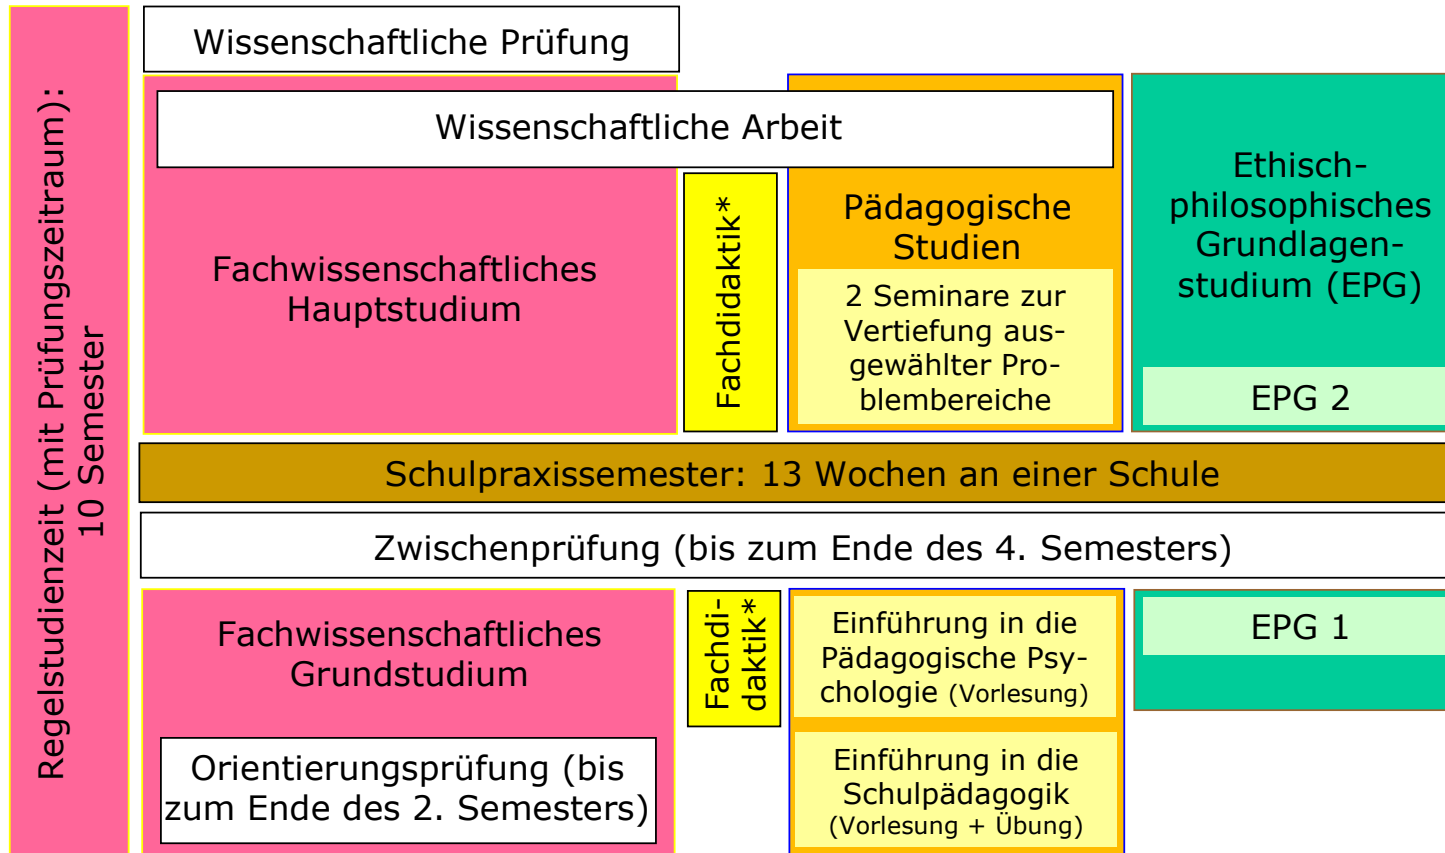 Regelstudienzeit (mit Prüfungszeitraum):
10 Semester
Wissenschaftliche Prüfung
Wissenschaftliche Arbeit
Fachwissenschaftliches
Hauptstudium
Fachdidaktik*
Pädagogische
Studien
2 Seminare zur
Vertiefung aus-
gewählter Pro-
blembereiche
Ethisch-
philosophisches
Grundlagen-
studium (EPG)
EPG 2
Schulpraxissemester: 13 Wochen an einer Schule
Zwischenprüfung (bis zum Ende des 4. Semesters)
Fachwissenschaftliches
Grundstudium
Orientierungsprüfung (bis
zum Ende des 2. Semesters)
Fachdi-
daktik*
Einführung in die
Pädagogische Psy-
chologie (Vorlesung)
Einführung in die
Schulpädagogik
(Vorlesung + Übung)
EPG 1